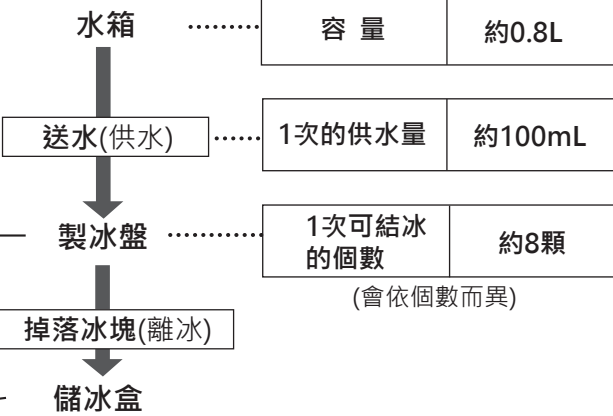 水箱 ‧‧‧‧‧‧‧‧‧ 容 量 約0.8L
送水(供水) ‧‧‧‧‧‧ 1次的供水量 約100mL
製冰盤 ‧‧‧‧‧‧‧‧‧‧‧‧ 1次可結冰
的個數 約8顆
(會依個數而異)
掉落冰塊(離冰)
儲冰盒